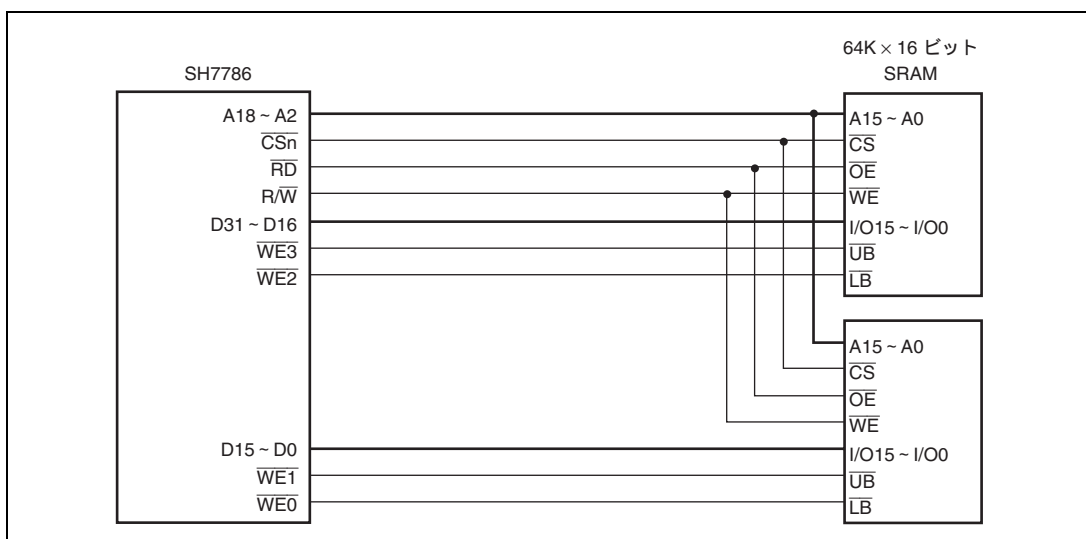 64K × 16 ビット
SH7786
SRAM
A18 ~ A2
CSn
RD
R/W
D31 ~ D16
WE3
WE2
D15 ~ D0
WE1
WE0
A15 ~ A0
CS
OE
WE
I/O15 ~ I/O0
UB
LB
A15 ~ A0
CS
OE
WE
I/O15 ~ I/O0
UB
LB